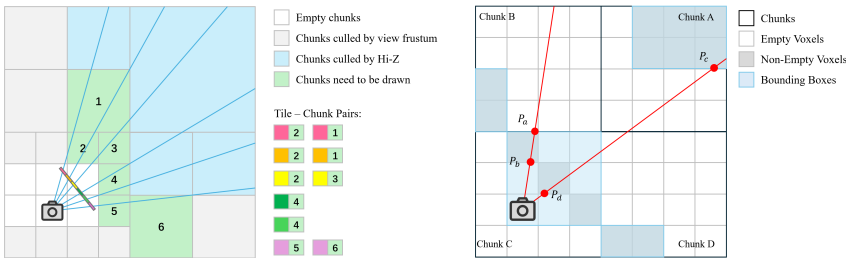 Empty chunks
Chunks culled by view frustum
Chunks culled by Hi-Z
Chunks need to be drawn
Tile – Chunk Pairs:
2 1
2 1
2 3
4
4
5 6
1
2 3
4
5
6
Chunk B
Chunk A
P_c
P_a
P_b
P_d
Chunk C
Chunk D
Chunks
Empty Voxels
Non-Empty Voxels
Bounding Boxes